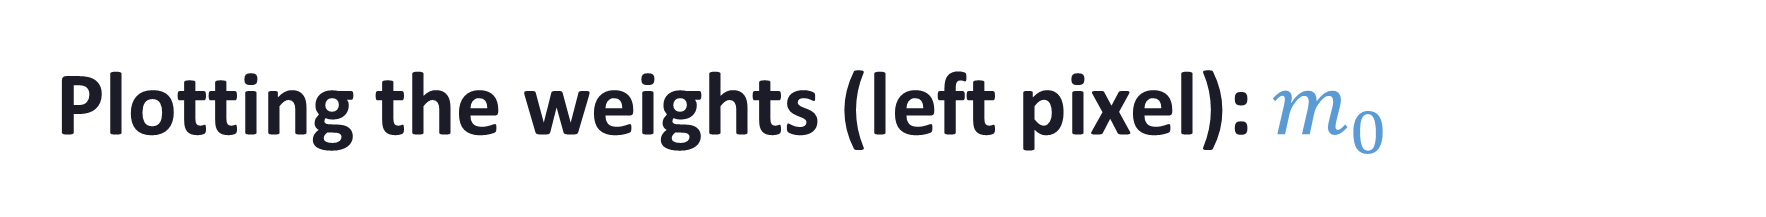 Plotting the weights (left pixel): m₀